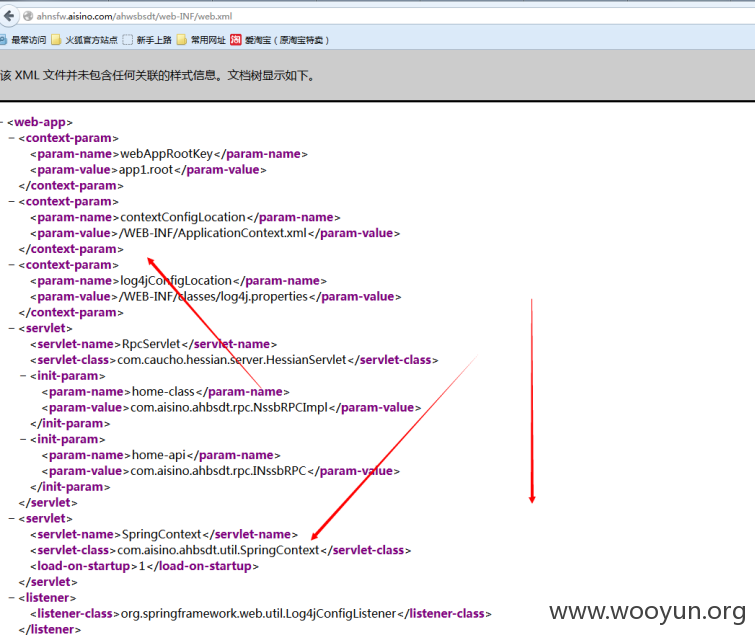 ahnsfw.aisino.com/ahwsbsdt/web-INF/web.xml
最常访问 火狐官方站点 新手上路 常用网址 淘 爱淘宝（原淘宝特卖）
该 XML 文件并未包含任何关联的样式信息。文档树显示如下。
−<web-app>
−<context-param>
<param-name>webAppRootKey</param-name>
<param-value>app1.root</param-value>
</context-param>
−<context-param>
<param-name>contextConfigLocation</param-name>
<param-value>/WEB-INF/ApplicationContext.xml</param-value>
</context-param>
−<context-param>
<param-name>log4jConfigLocation</param-name>
<param-value>/WEB-INF/classes/log4j.properties</param-value>
</context-param>
−<servlet>
<servlet-name>RpcServlet</servlet-name>
<servlet-class>com.caucho.hessian.server.HessianServlet</servlet-class>
−<init-param>
<param-name>home-class</param-name>
<param-value>com.aisino.ahbsdt.rpc.NssbRPCImpl</param-value>
</init-param>
−<init-param>
<param-name>home-api</param-name>
<param-value>com.aisino.ahbsdt.rpc.INssbRPC</param-value>
</init-param>
</servlet>
−<servlet>
<servlet-name>SpringContext</servlet-name>
<servlet-class>com.aisino.ahbsdt.util.SpringContext</servlet-class>
<load-on-startup>1</load-on-startup>
</servlet>
−<listener>
<listener-class>org.springframework.web.util.Log4jConfigListener</listener-class>
</listener>
www.wooyun.org